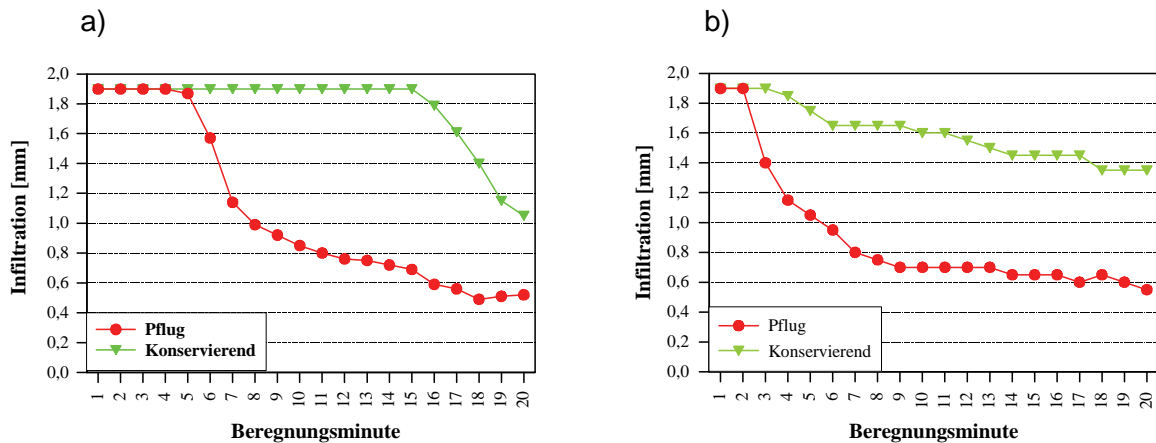 a)
2,0
1,8
1,6
1,4
1,2
1,0
0,8
0,6
0,4
0,2
0,0
Infiltration [mm]
Pflug
Konservierend
1 2 3 4 5 6 7 8 9 10 11 12 13 14 15 16 17 18 19 20
Beregnungsminute
b)
2,0
1,8
1,6
1,4
1,2
1,0
0,8
0,6
0,4
0,2
0,0
Infiltration [mm]
Pflug
Konservierend
1 2 3 4 5 6 7 8 9 10 11 12 13 14 15 16 17 18 19 20
Beregnungsminute